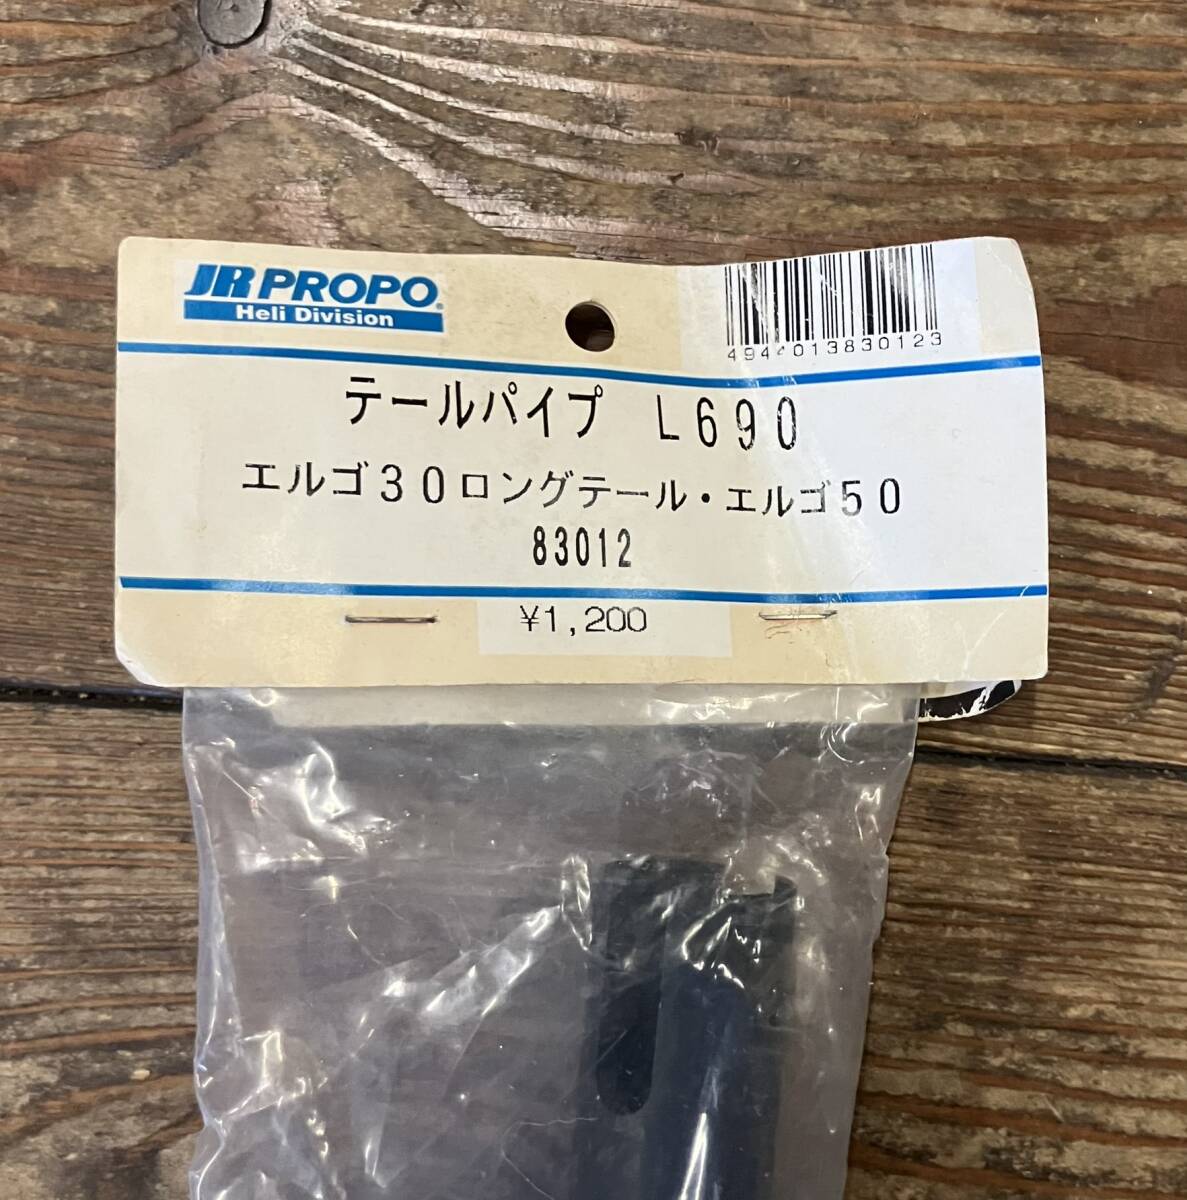 JR PROPO®
Heli Division
4944013830123
テールパイプ L690
エルゴ30ロングテール・エルゴ50
83012
¥1,200